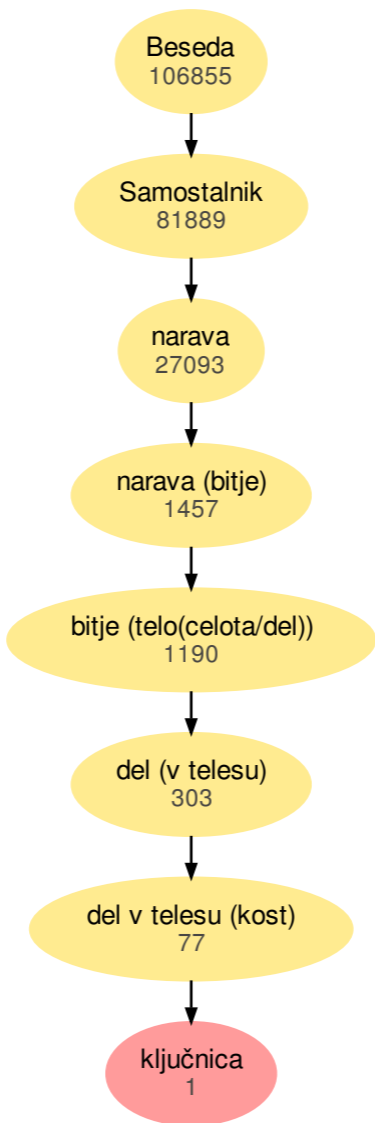 Beseda
106855
Samostalnik
81889
narava
27093
narava (bitje)
1457
bitje (telo(celota/del))
1190
del (v telesu)
303
del v telesu (kost)
77
ključnica
1